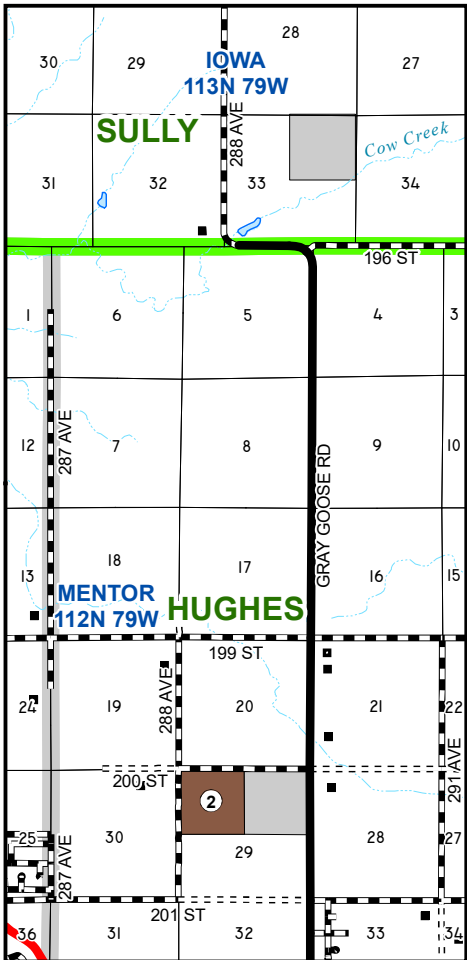 28
30
29
IOWA
27
113N 79W
SULLY
288 AVE
Cow Creek
31
32
33
34
196 ST
1
6
5
4
3
287 AVE
12
7
8
9
10
GRAY GOOSE RD
18
17
16
15
13
MENTOR
112N 79W
HUGHES
199 ST
288 AVE
24
19
20
21
22
291 AVE
200 ST
2
25
30
29
28
27
287 AVE
201 ST
36
31
32
33
34